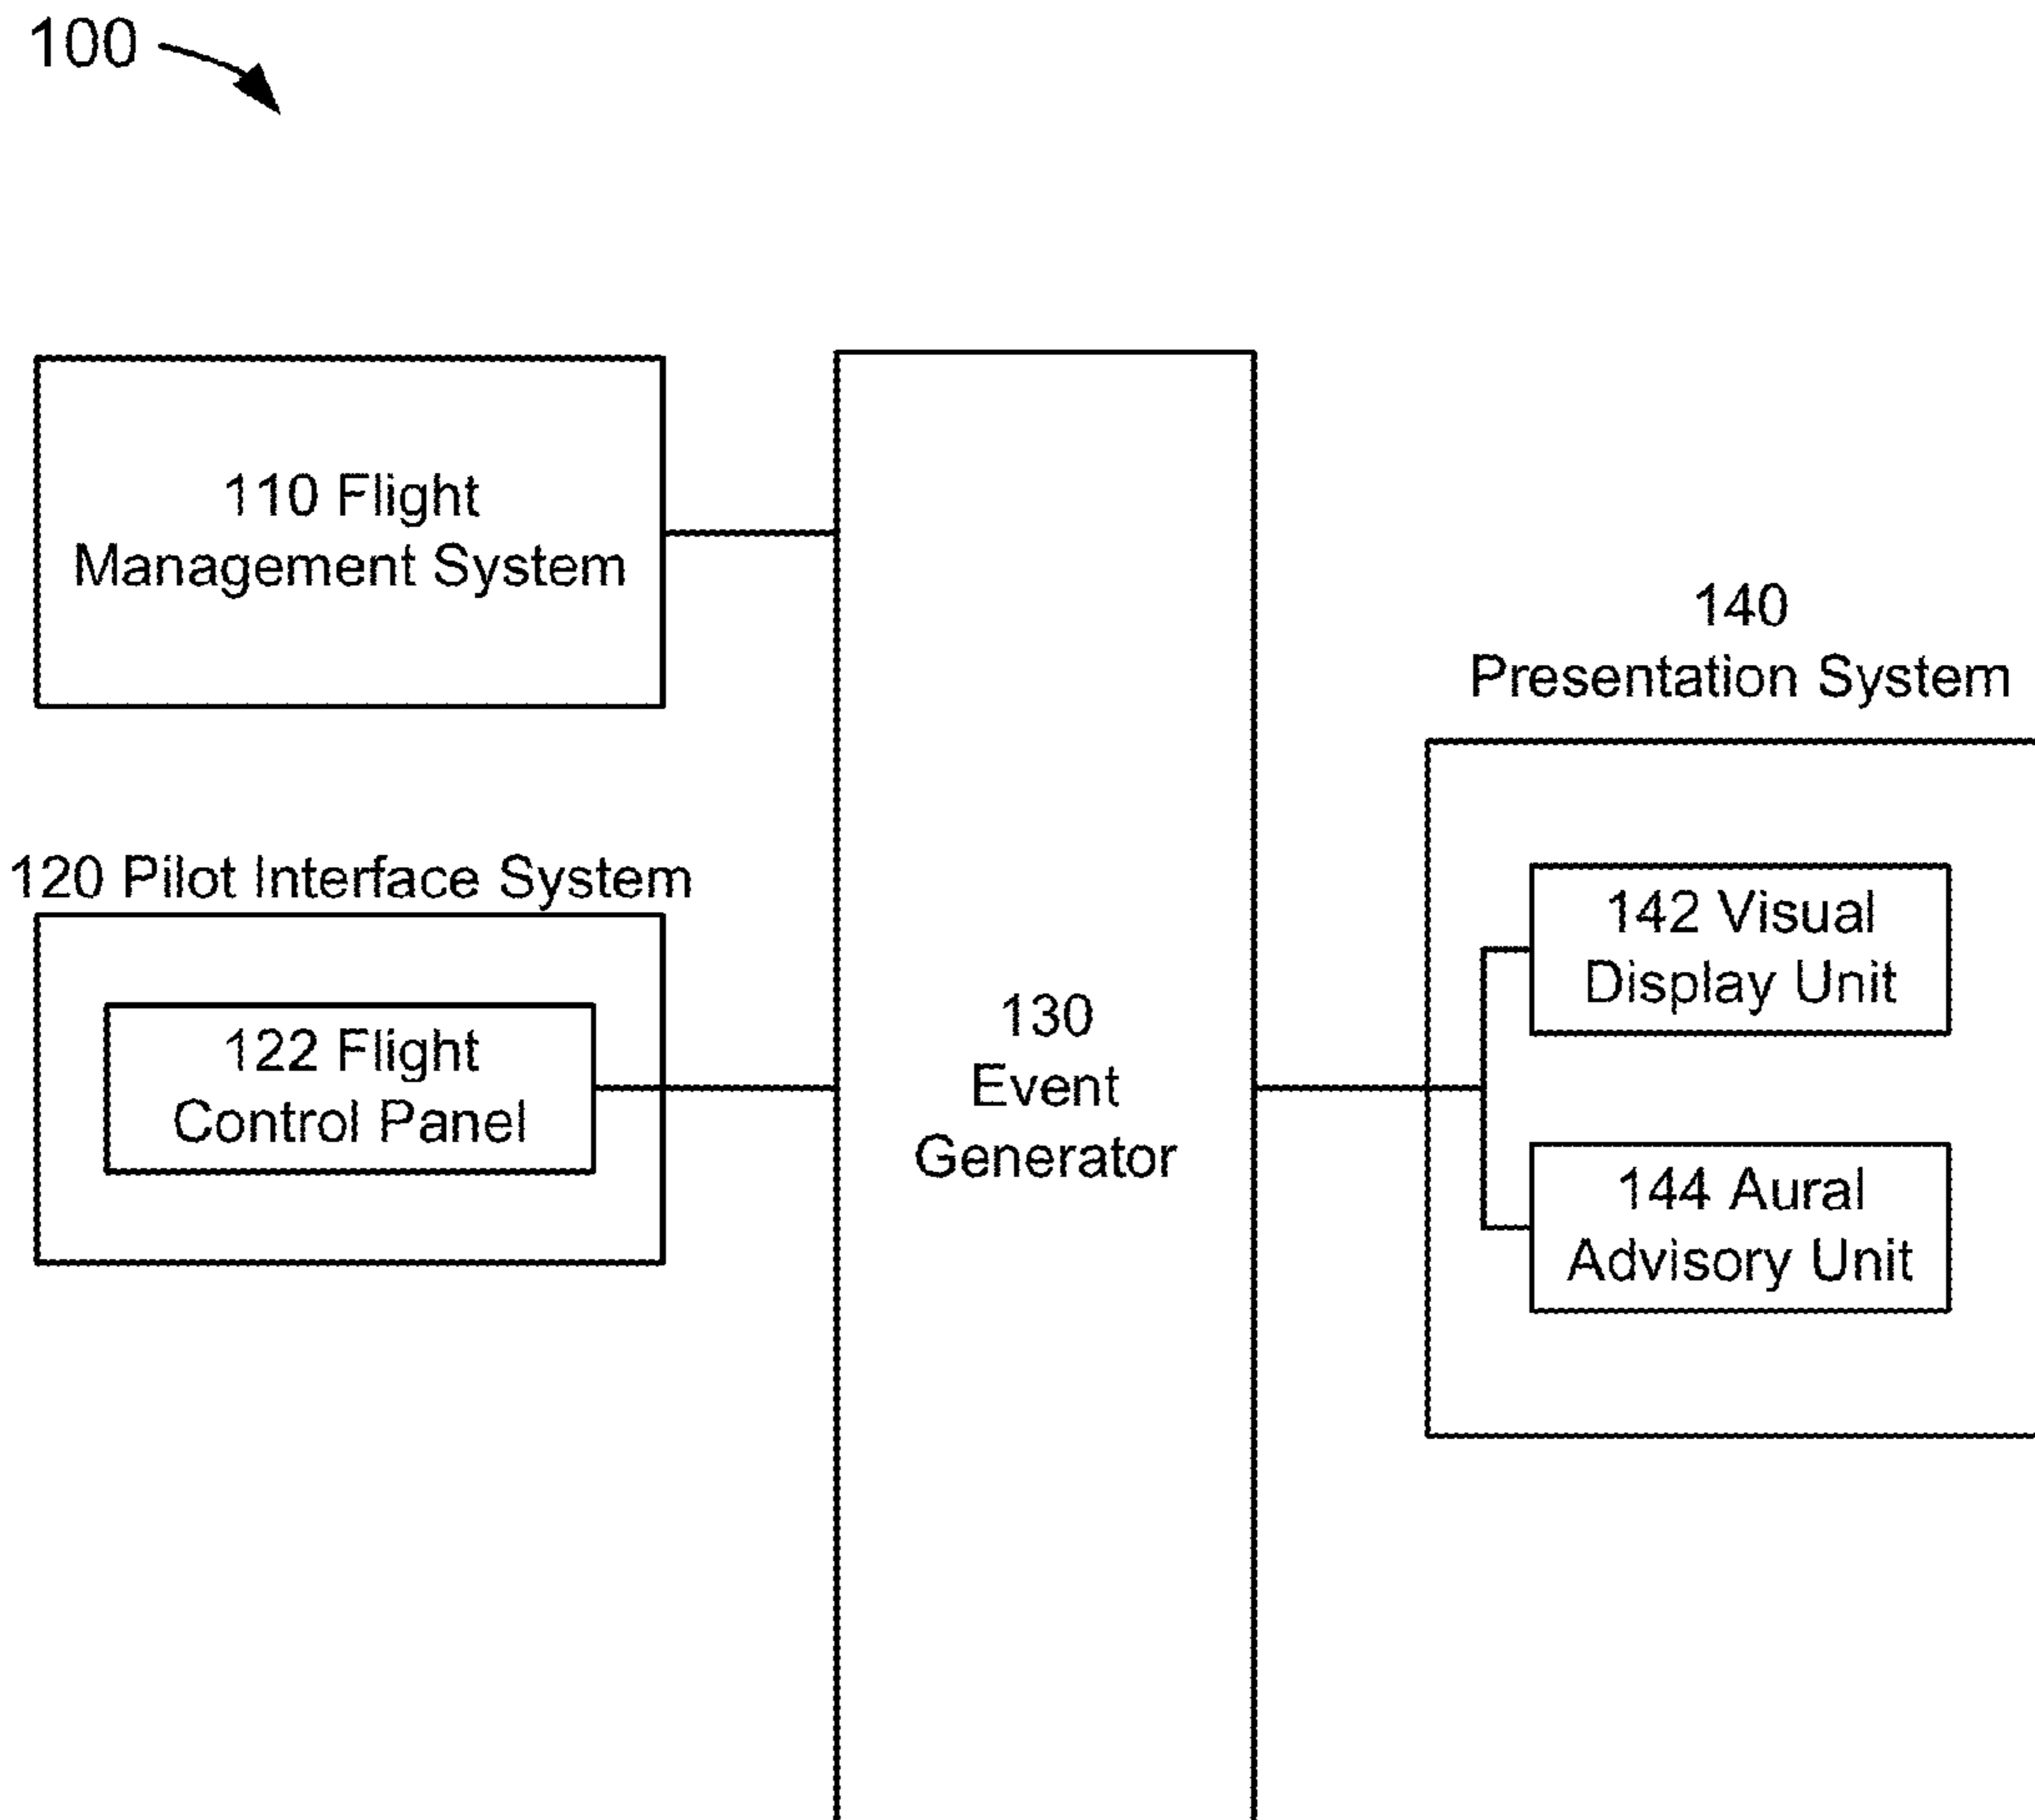 100
110 Flight
Management System
120 Pilot Interface System
122 Flight
Control Panel
130
Event
Generator
140
Presentation System
142 Visual
Display Unit
144 Aural
Advisory Unit